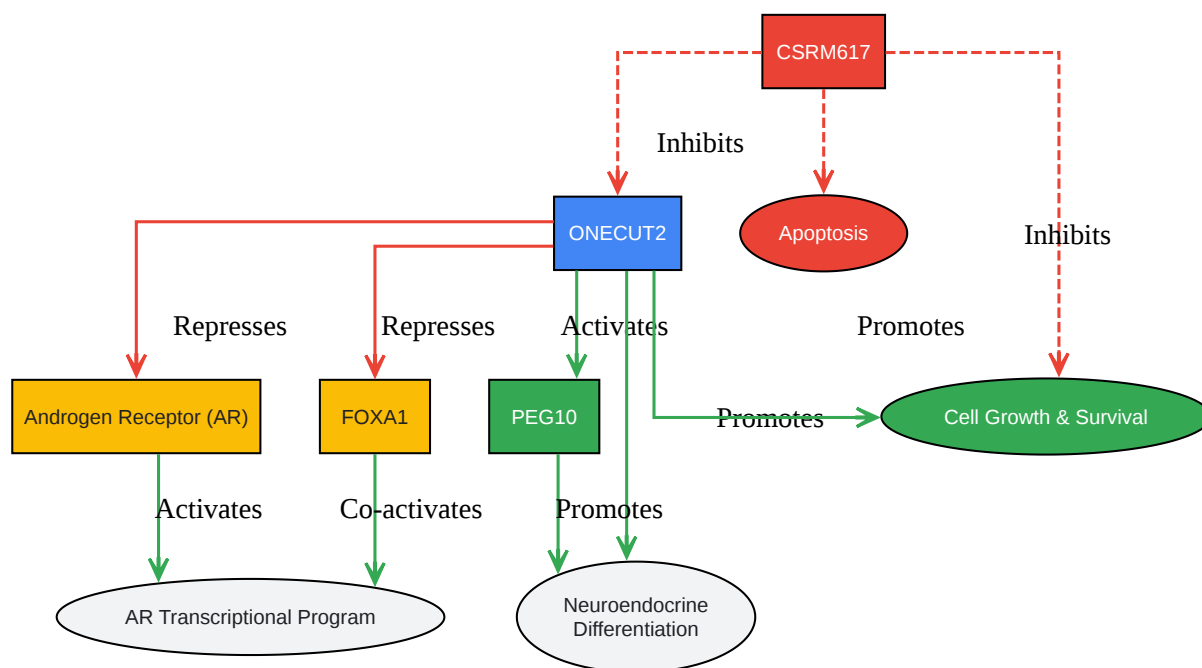 CSRM617
Inhibits
ONECUT2
Apoptosis
Inhibits
Represses
Represses
Activates
Promotes
Androgen Receptor (AR)
FOXA1
PEG10
Promotes
Cell Growth & Survival
Activates
Co-activates
Promotes
AR Transcriptional Program
Neuroendocrine
Differentiation